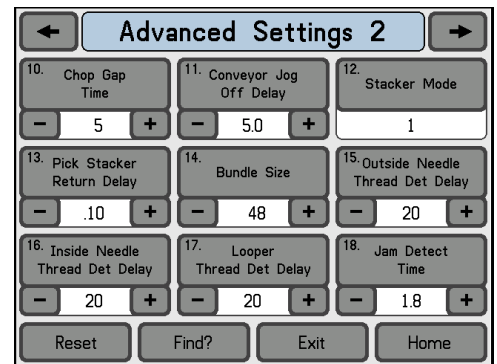 Advanced Settings 2
10. Chop Gap
Time
- 5 +
11. Conveyor Jog
Off Delay
- 5.0 +
12.
Stacker Mode
1
13. Pick Stacker
Return Delay
- .10 +
14.
Bundle Size
- 48 +
15. Outside Needle
Thread Det Delay
- 20 +
16. Inside Needle
Thread Det Delay
- 20 +
17. Looper
Thread Det Delay
- 20 +
18. Jam Detect
Time
- 1.8 +
Reset Find? Exit Home